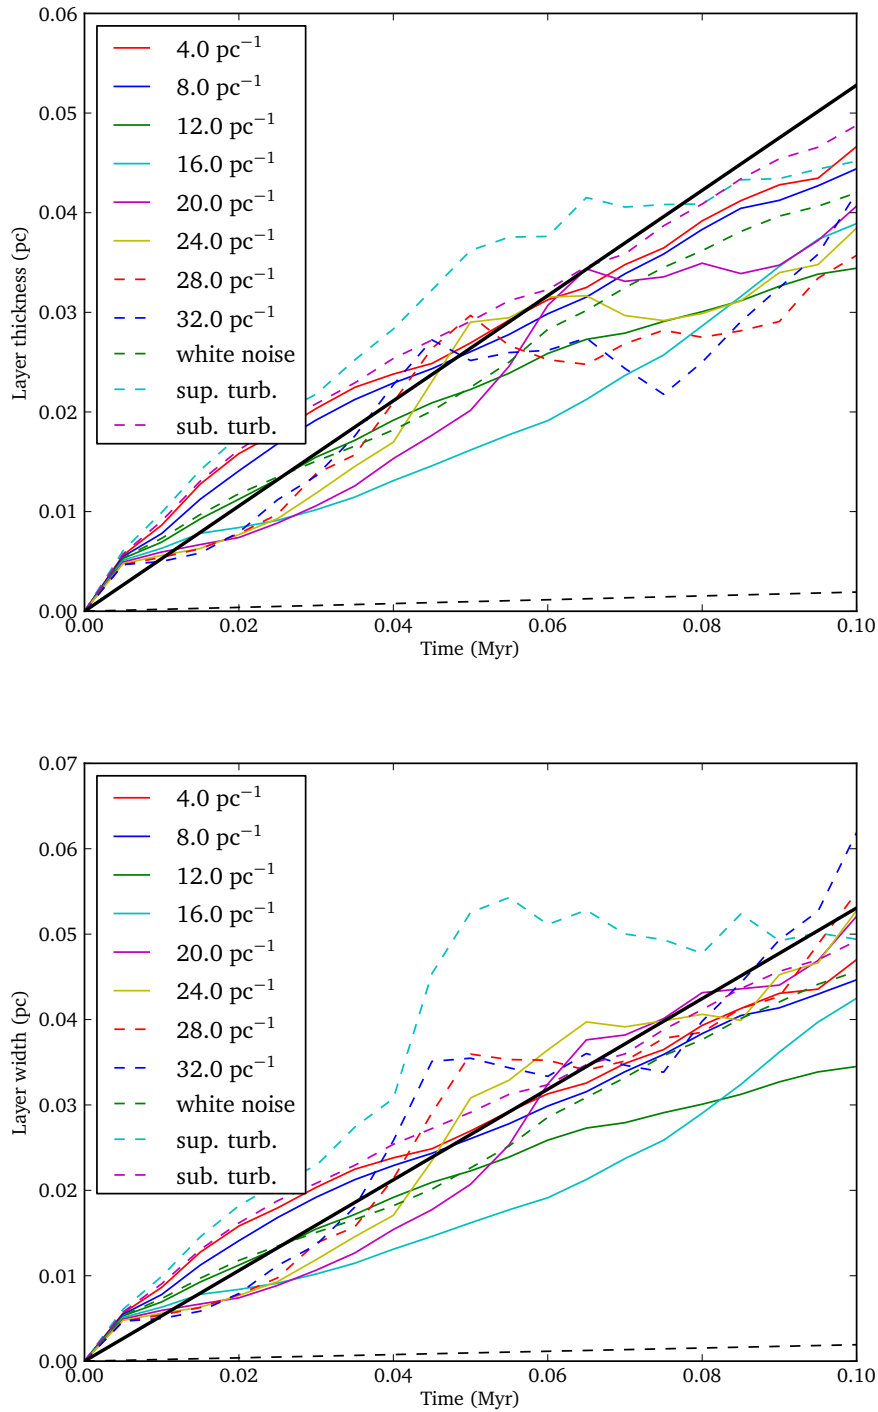 0.06
4.0 pc⁻¹
8.0 pc⁻¹
0.05
12.0 pc⁻¹
16.0 pc⁻¹
0.04
20.0 pc⁻¹
24.0 pc⁻¹
Layer thickness (pc)
0.03
28.0 pc⁻¹
32.0 pc⁻¹
white noise
0.02
sup. turb.
sub. turb.
0.01
0.00
0.00 0.02 0.04 0.06 0.08 0.10
Time (Myr)
0.07
4.0 pc⁻¹
8.0 pc⁻¹
0.06
12.0 pc⁻¹
16.0 pc⁻¹
0.05
20.0 pc⁻¹
24.0 pc⁻¹
0.04
28.0 pc⁻¹
Layer width (pc)
32.0 pc⁻¹
0.03
white noise
sup. turb.
sub. turb.
0.02
0.01
0.00
0.00 0.02 0.04 0.06 0.08 0.10
Time (Myr)